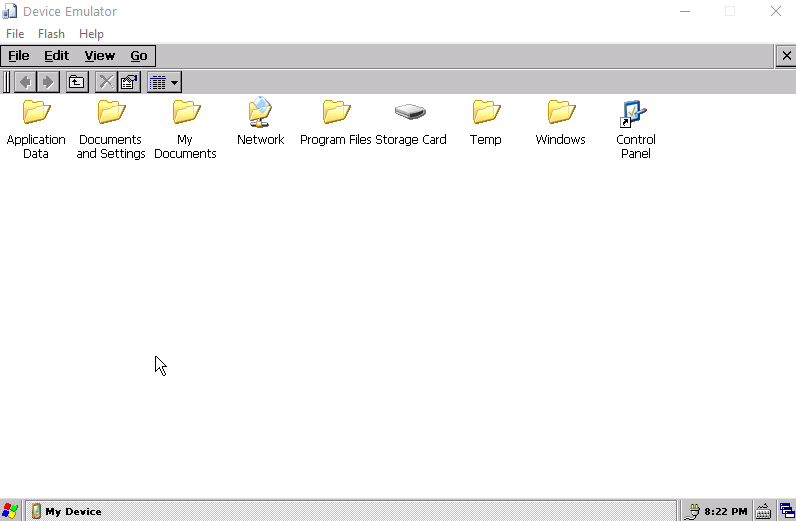 Device Emulator
File Flash Help
File Edit View Go
Application Data
Documents and Settings
My Documents
Network
Program Files
Storage Card
Temp
Windows
Control Panel
My Device
8:22 PM